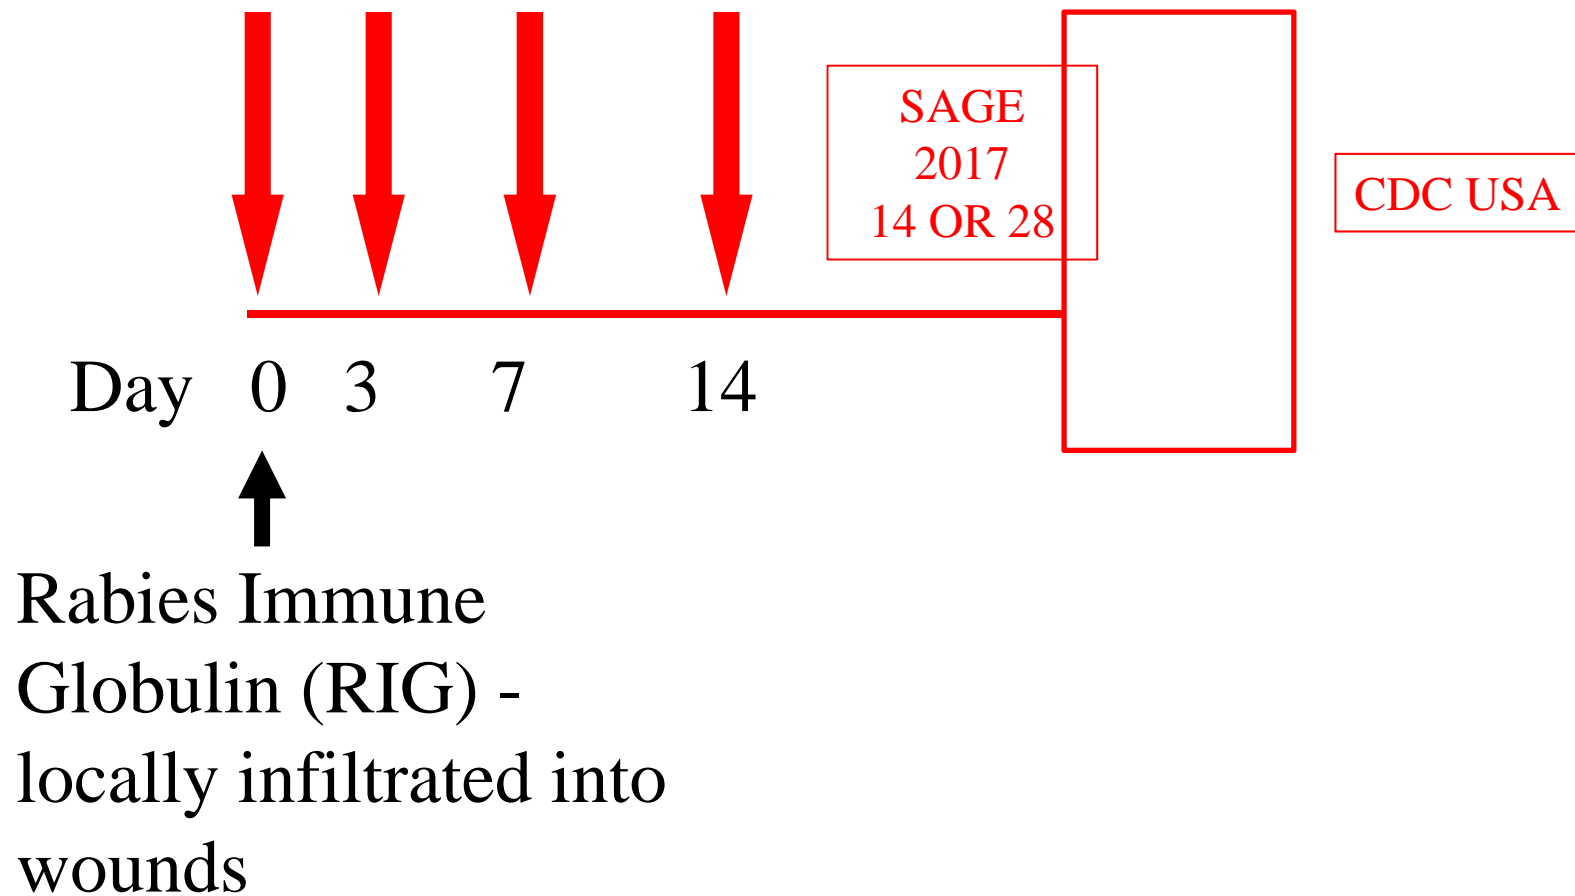 SAGE
2017
14 OR 28
CDC USA
Day 0 3 7 14
Rabies Immune
Globulin (RIG) -
locally infiltrated into
wounds